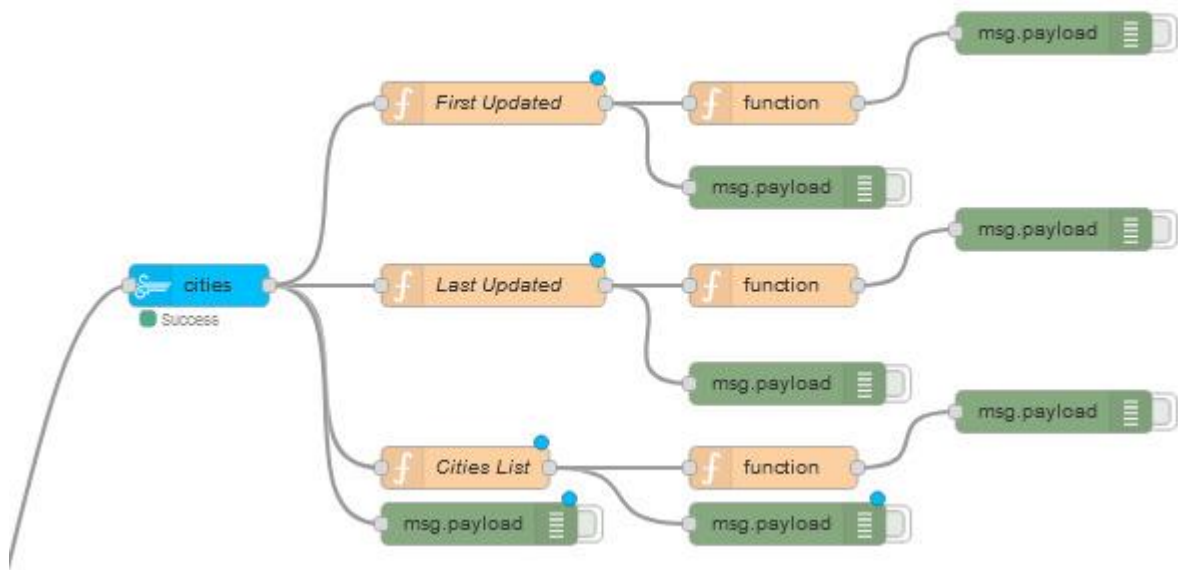 msg.payload
First Updated
function
msg.payload
msg.payload
cities
Last Updated
function
Success
msg.payload
msg.payload
Cities List
function
msg.payload
msg.payload